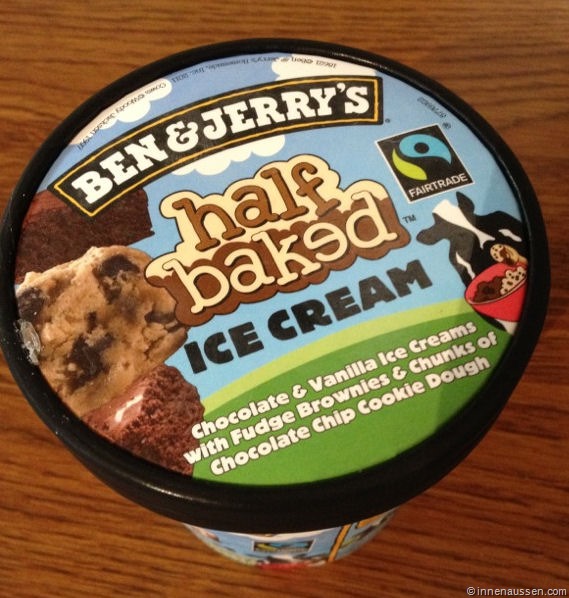 BEN & JERRY'S
FAIRTRADE
half
baked™
ICE CREAM
Chocolate & Vanilla Ice Creams
with Fudge Brownies & Chunks of
Chocolate Chip Cookie Dough
© innenaussen.com